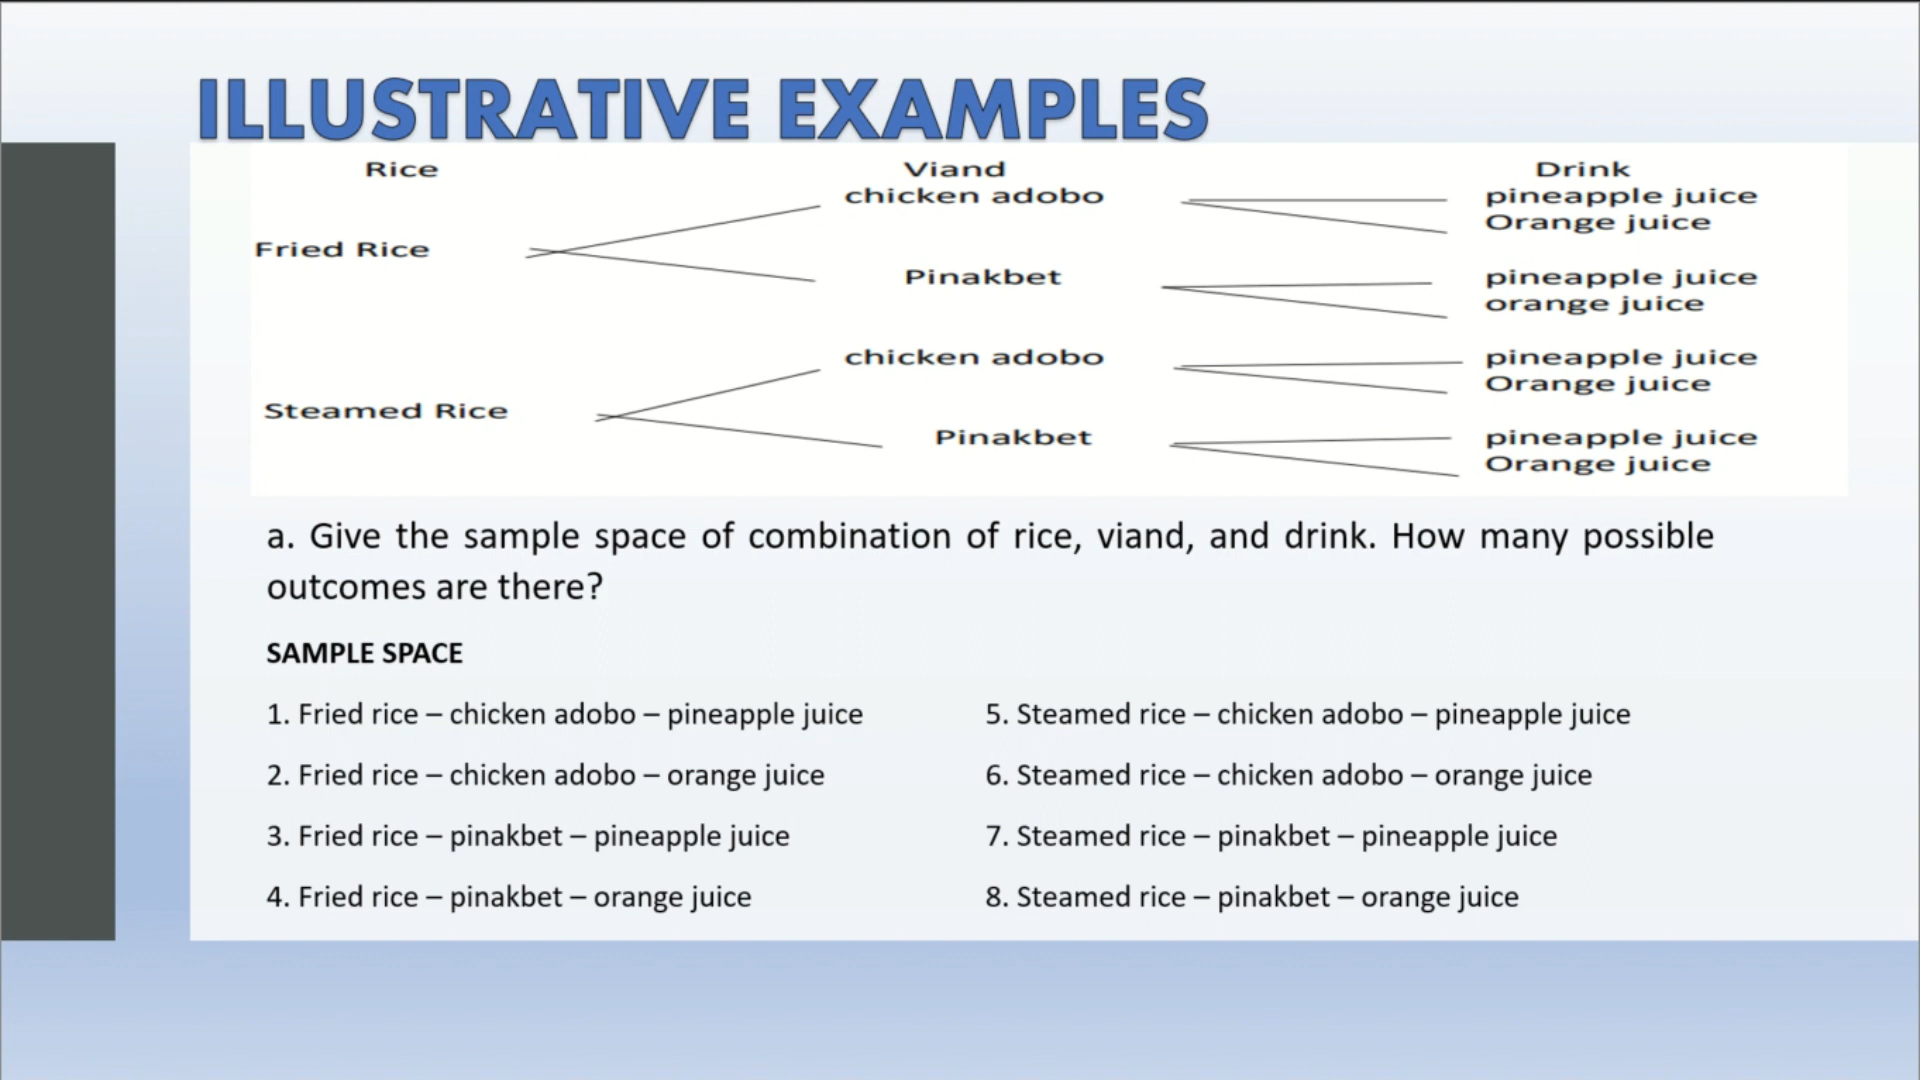 ILLUSTRATIVE EXAMPLES
Rice Viand Drink
chicken adobo pineapple juice
Orange juice
Fried Rice
Pinakbet pineapple juice
orange juice
chicken adobo pineapple juice
Orange juice
Steamed Rice
Pinakbet pineapple juice
Orange juice
a. Give the sample space of combination of rice, viand, and drink. How many possible
outcomes are there?
SAMPLE SPACE
1. Fried rice – chicken adobo – pineapple juice
2. Fried rice – chicken adobo – orange juice
3. Fried rice – pinakbet – pineapple juice
4. Fried rice – pinakbet – orange juice
5. Steamed rice – chicken adobo – pineapple juice
6. Steamed rice – chicken adobo – orange juice
7. Steamed rice – pinakbet – pineapple juice
8. Steamed rice – pinakbet – orange juice